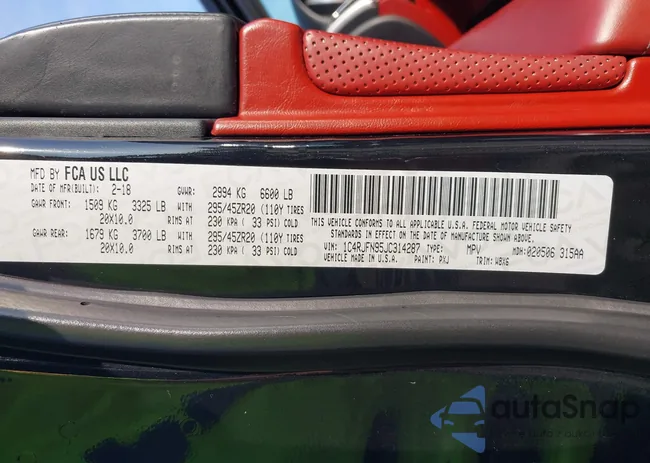 MFD BY FCA US LLC
DATE OF MFR(BUILT): 2-18 GVWR: 2994 KG 6600 LB
GAWR FRONT: 1509 KG 3325 LB WITH 295/45ZR20 (110Y TIRES
20X10.0 RIMS AT 230 KPA ( 33 PSI) COLD
GAWR REAR: 1679 KG 3700 LB WITH 295/45ZR20 (110Y TIRES
20X10.0 RIMS AT 230 KPA ( 33 PSI) COLD
THIS VEHICLE CONFORMS TO ALL APPLICABLE U.S.A. FEDERAL MOTOR VEHICLE SAFETY
STANDARDS IN EFFECT ON THE DATE OF MANUFACTURE SHOWN ABOVE.
VIN: 1C4RJFN95JC314287 TYPE: MPV MDH: 020506 315AA
VEHICLE MADE IN U.S.A. PAINT: PXJ TRIM: W8X6
autoSnap